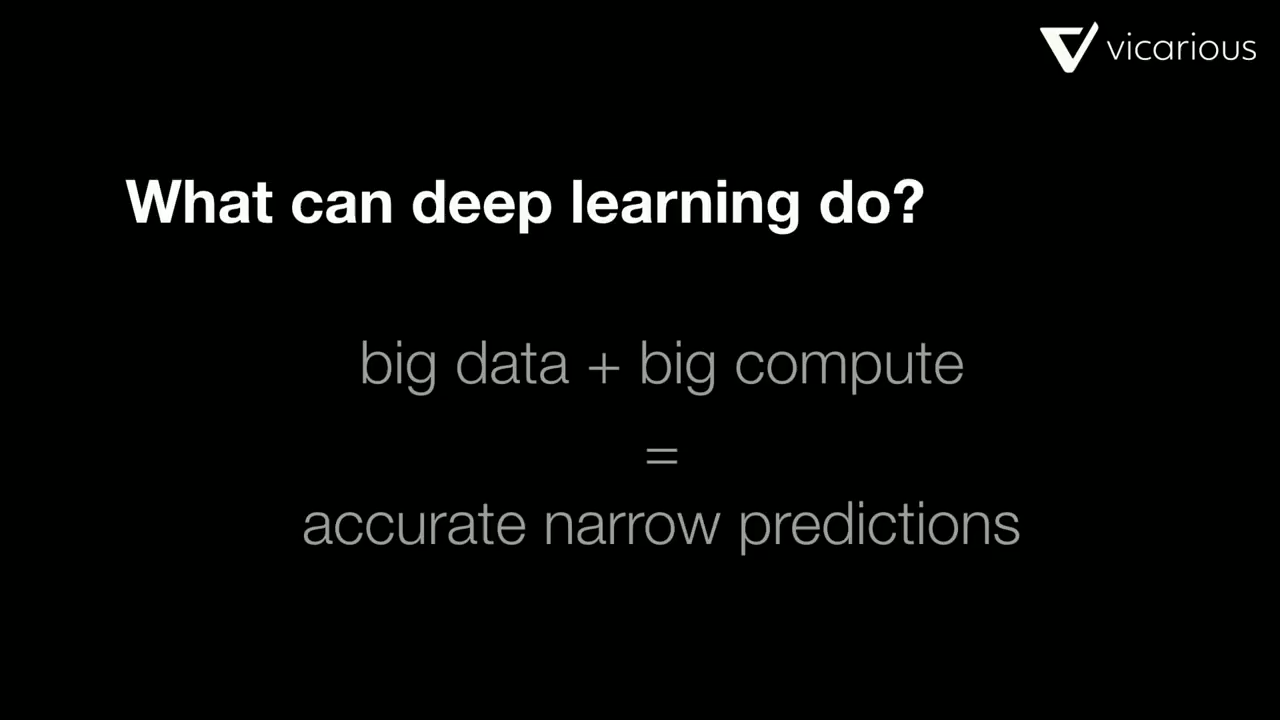 vicarious
What can deep learning do?
big data + big compute
=
accurate narrow predictions